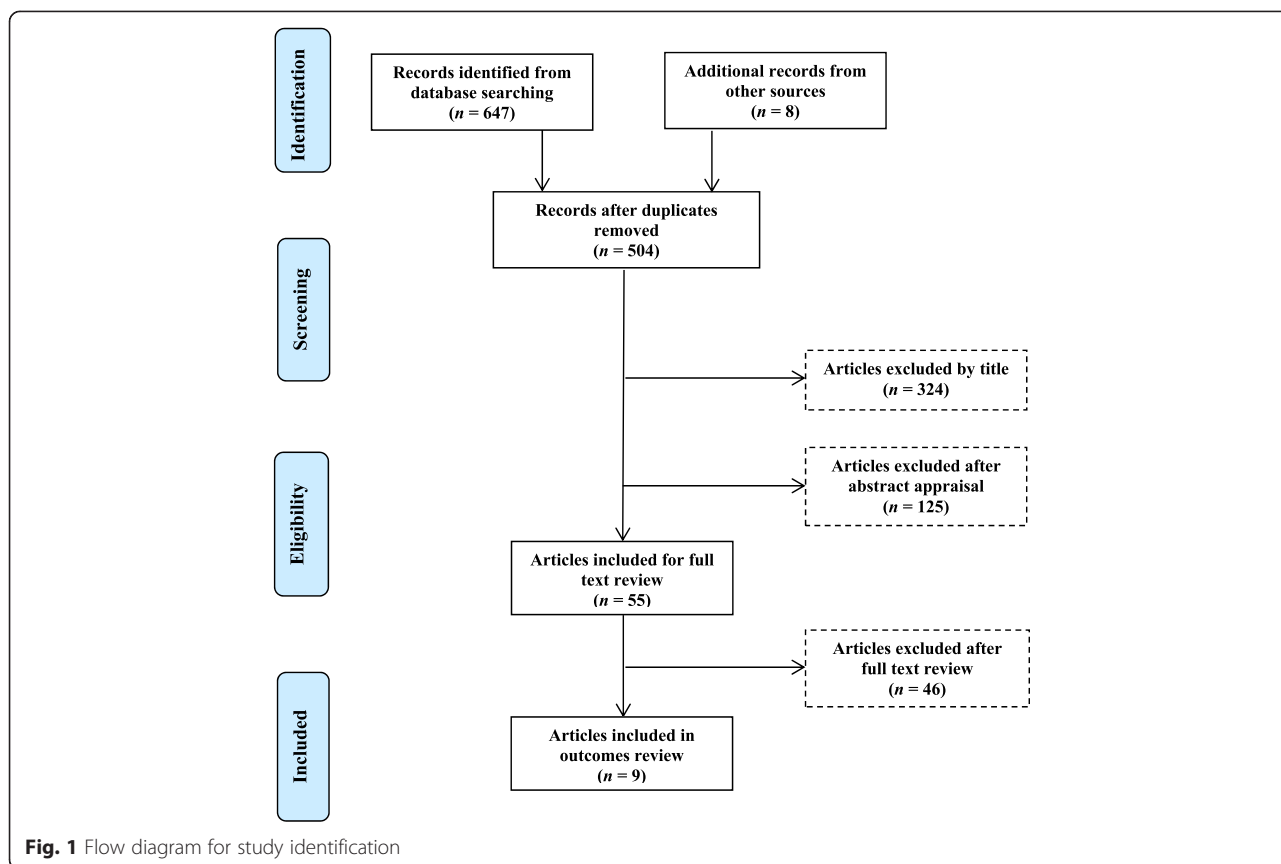 Identification
Records identified from
database searching
(n = 647)
Additional records from
other sources
(n = 8)
Records after duplicates
removed
(n = 504)
Screening
Articles excluded by title
(n = 324)
Articles excluded after
abstract appraisal
(n = 125)
Eligibility
Articles included for full
text review
(n = 55)
Articles excluded after
full text review
(n = 46)
Included
Articles included in
outcomes review
(n = 9)
Fig. 1 Flow diagram for study identification